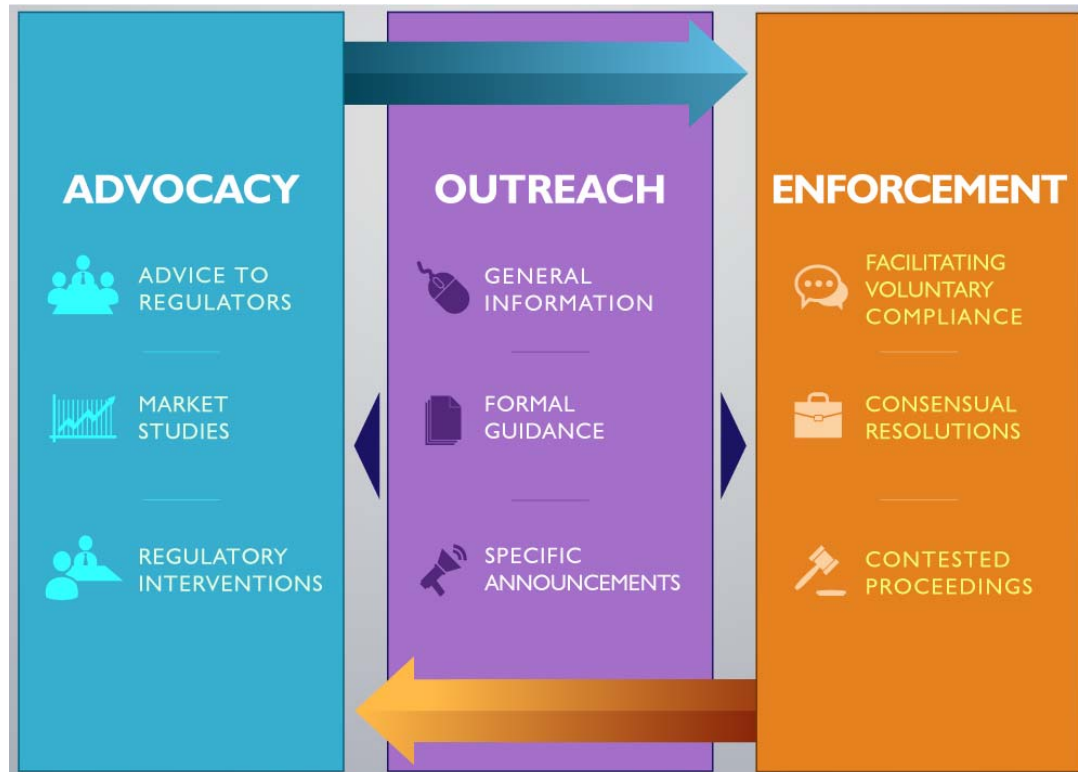 ADVOCACY
ADVICE TO
REGULATORS
MARKET
STUDIES
REGULATORY
INTERVENTIONS
OUTREACH
GENERAL
INFORMATION
FORMAL
GUIDANCE
SPECIFIC
ANNOUNCEMENTS
ENFORCEMENT
FACILITATING
VOLUNTARY
COMPLIANCE
CONSENSUAL
RESOLUTIONS
CONTESTED
PROCEEDINGS